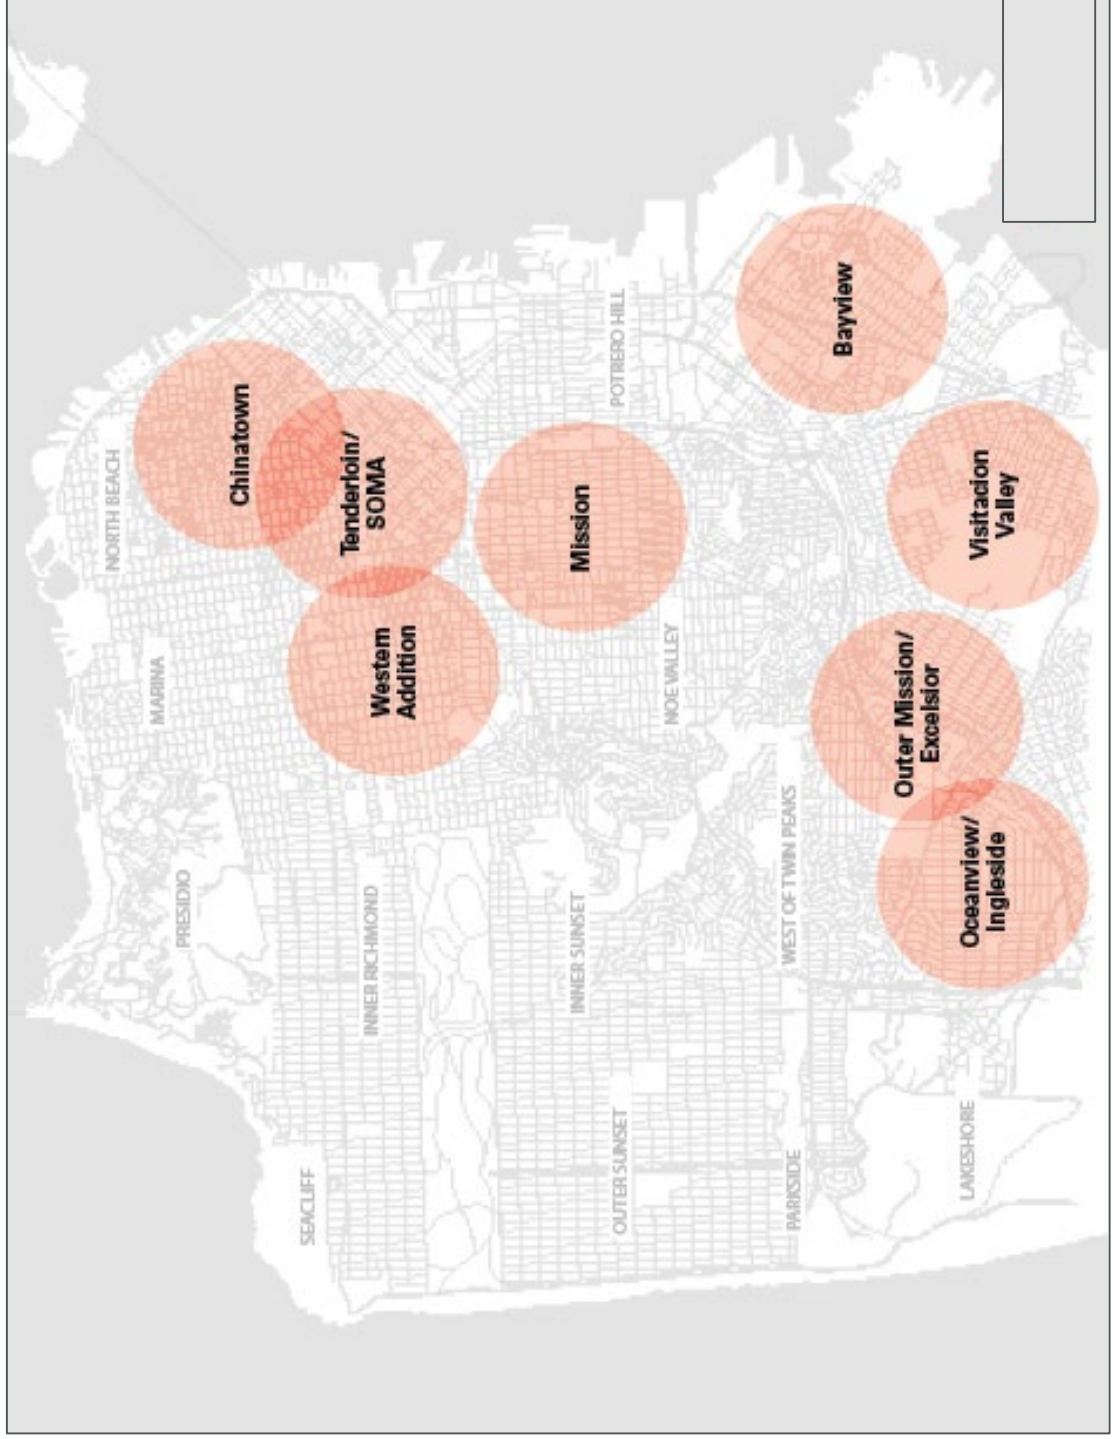 NORTH BEACH
MARINA
PRESIDIO
Chinatown
SEACLIFF
Tenderloin/
SOMA
INNER RICHMOND
Western
Addition
INNER SUNSET
Mission
OUTER SUNSET
POTRERO HILL
NOE VALLEY
WEST OF TWIN PEAKS
PARKSIDE
Bayview
Outer Mission/
Excelsior
LAKESHORE
Oceanview/
Ingleside
Visitacion
Valley